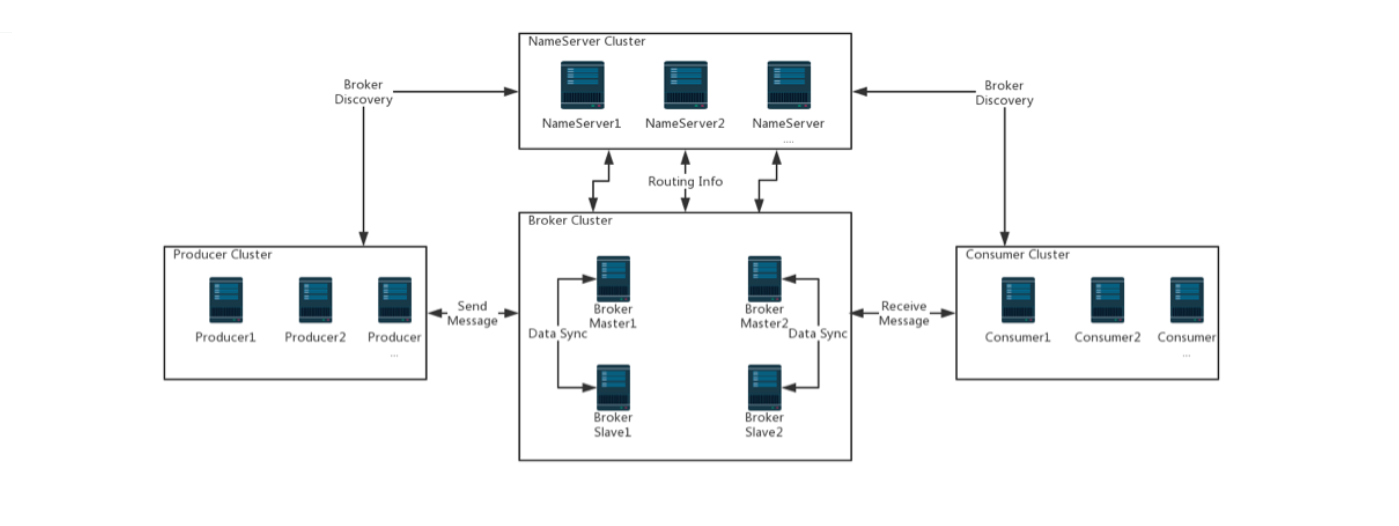 NameServer Cluster
NameServer1
NameServer2
NameServer
....
Broker
Discovery
Broker
Discovery
Routing Info
Broker Cluster
Broker
Master1
Broker
Master2
Data Sync
Data Sync
Broker
Slave1
Broker
Slave2
Producer Cluster
Producer1
Producer2
Producer
...
Send
Message
Receive
Message
Consumer Cluster
Consumer1
Consumer2
Consumer
...